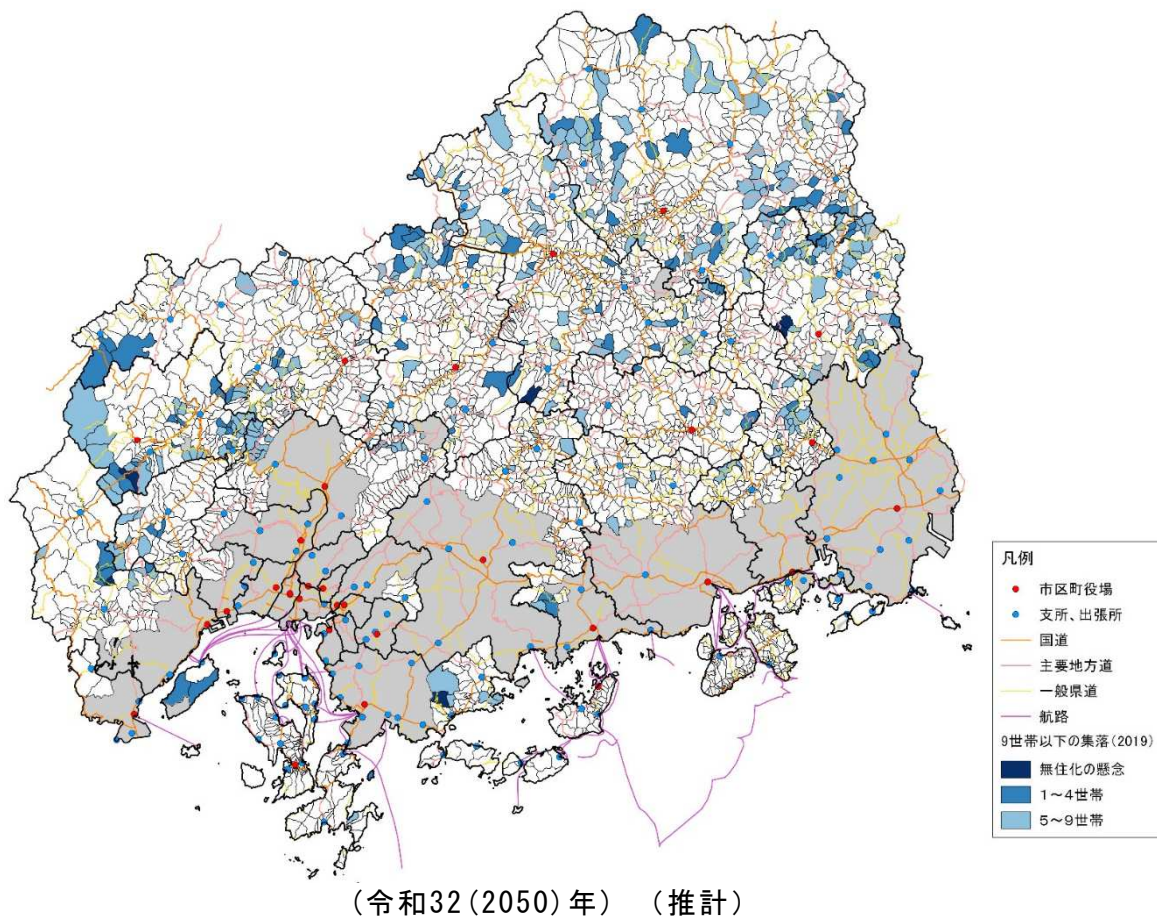 凡例
市区町役場
支所、出張所
国道
主要地方道
一般県道
航路
9世帯以下の集落(2019)
無住化の懸念
1~4世帯
5~9世帯
(令和32(2050)年) (推計)